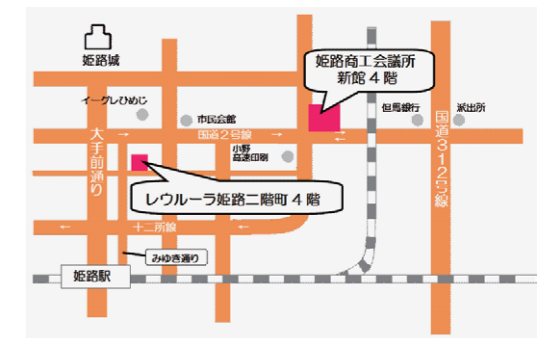 姫路城
姫路商工会議所
新館4階
イーグレひめじ
市民会館
但馬銀行
派出所
国道2号線
小野
高速印刷
大手前通り
国道312号線
レウルーラ姫路二階町4階
十二所線
みゆき通り
姫路駅